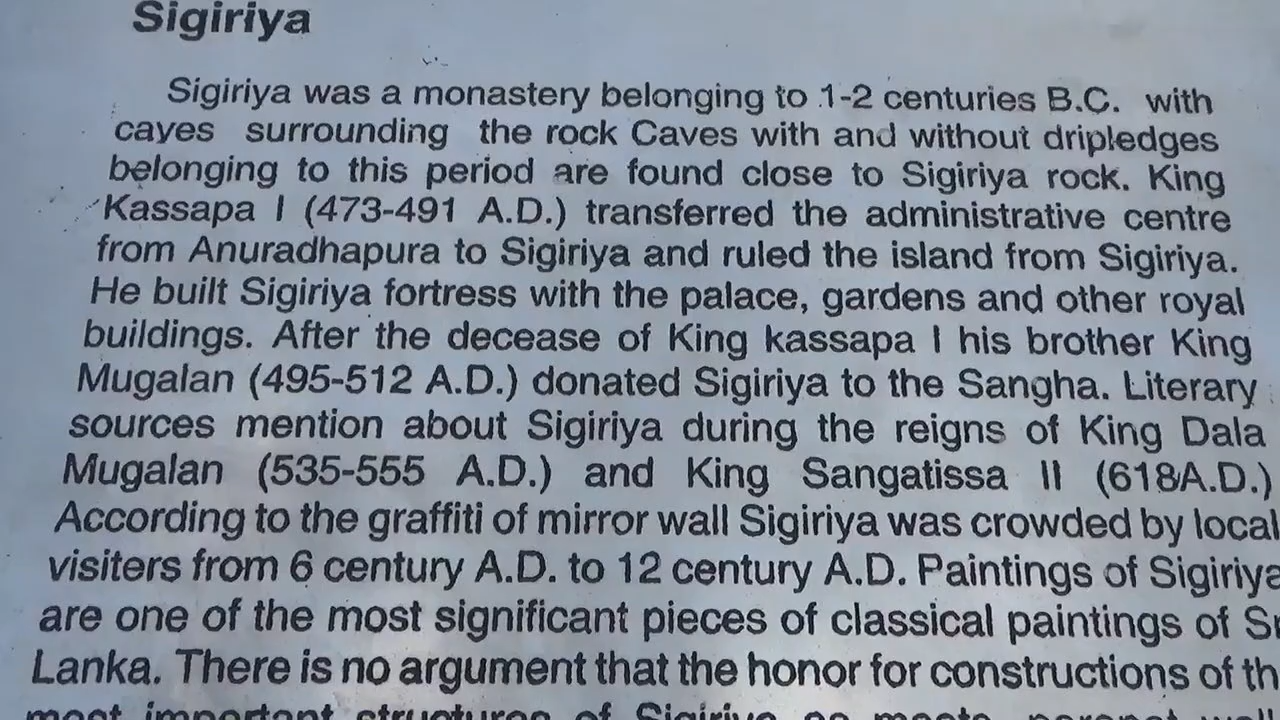 Sigiriya
Sigiriya was a monastery belonging to 1-2 centuries B.C. with
cayes surrounding the rock Caves with and without dripledges
belonging to this period are found close to Sigiriya rock. King
Kassapa I (473-491 A.D.) transferred the administrative centre
from Anuradhapura to Sigiriya and ruled the island from Sigiriya.
He built Sigiriya fortress with the palace, gardens and other royal
buildings. After the decease of King kassapa I his brother King
Mugalan (495-512 A.D.) donated Sigiriya to the Sangha. Literary
sources mention about Sigiriya during the reigns of King Dala
Mugalan (535-555 A.D.) and King Sangatissa II (618A.D.)
According to the graffiti of mirror wall Sigiriya was crowded by local
visiters from 6 century A.D. to 12 century A.D. Paintings of Sigiriya
are one of the most significant pieces of classical paintings of
Lanka. There is no argument that the honor for constructions of
most important structures of Sigiriya